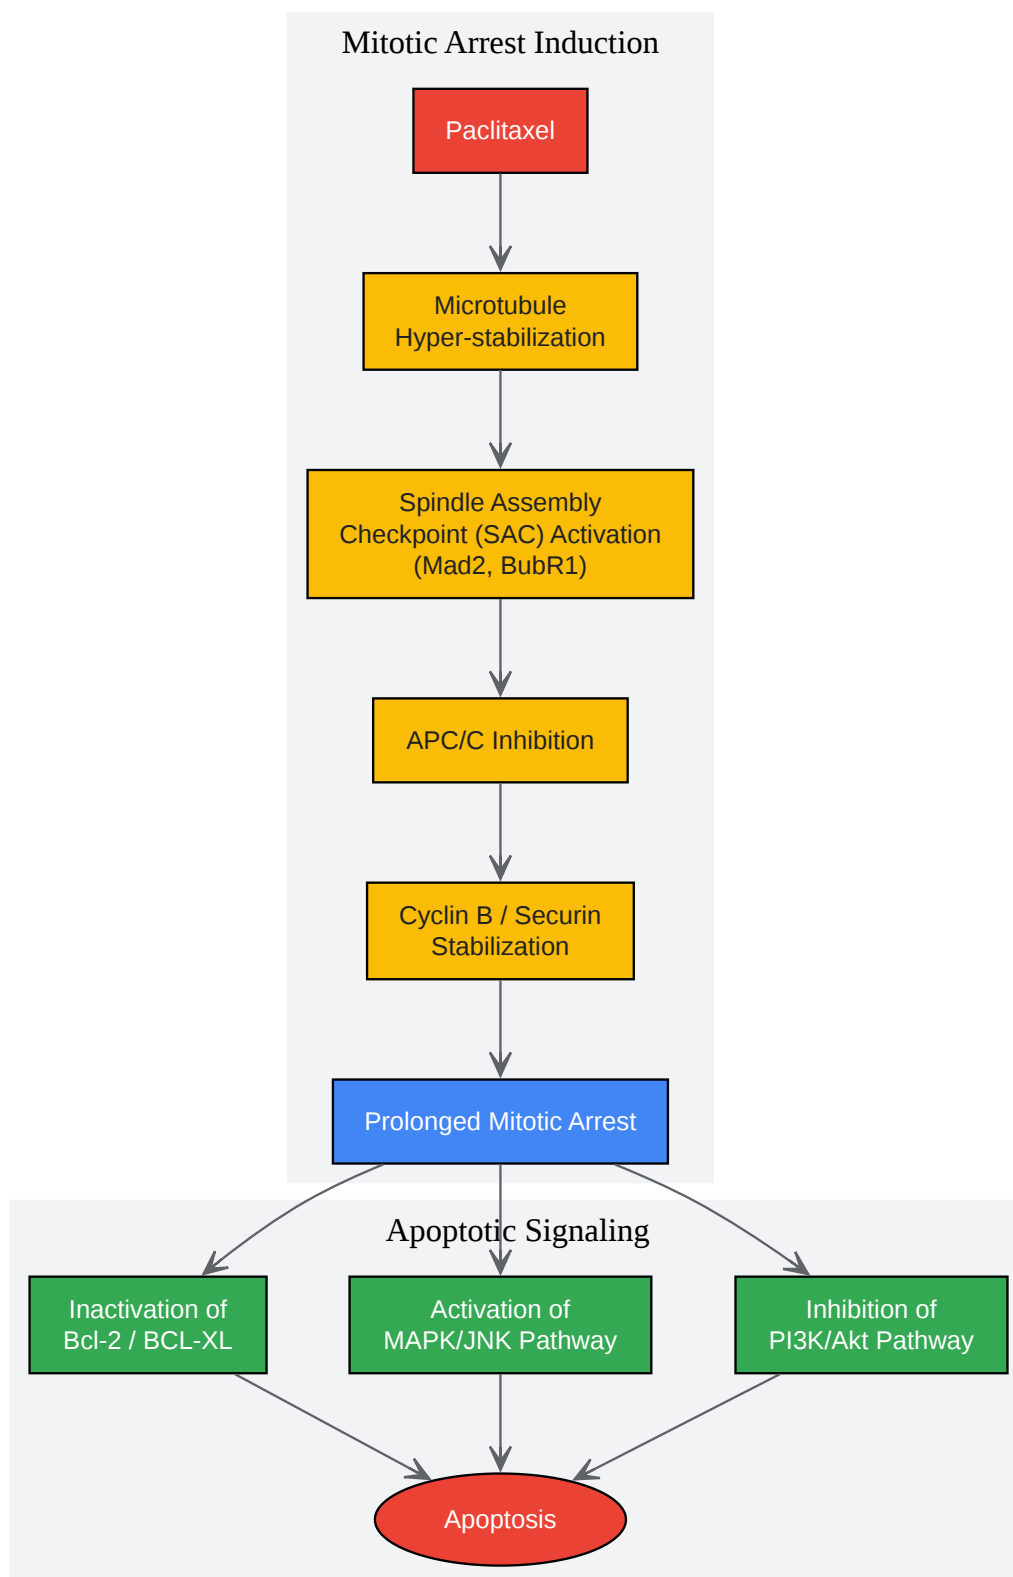 Mitotic Arrest Induction
Paclitaxel
Microtubule
Hyper-stabilization
Spindle Assembly
Checkpoint (SAC) Activation
(Mad2, BubR1)
APC/C Inhibition
Cyclin B / Securin
Stabilization
Prolonged Mitotic Arrest
Apoptotic Signaling
Inactivation of
Bcl-2 / BCL-XL
Activation of
MAPK/JNK Pathway
Inhibition of
PI3K/Akt Pathway
Apoptosis